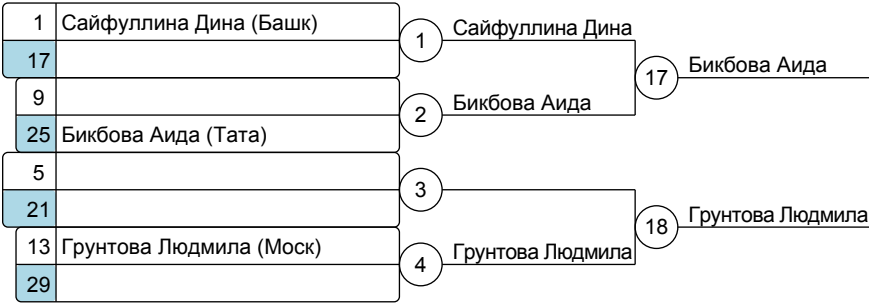 1 Сайфуллина Дина (Башк)
17
1 Сайфуллина Дина
9
25 Бикбова Аида (Тата)
2 Бикбова Аида
17 Бикбова Аида
5
21
3
13 Грунтова Людмила (Моск)
29
4 Грунтова Людмила
18 Грунтова Людмила